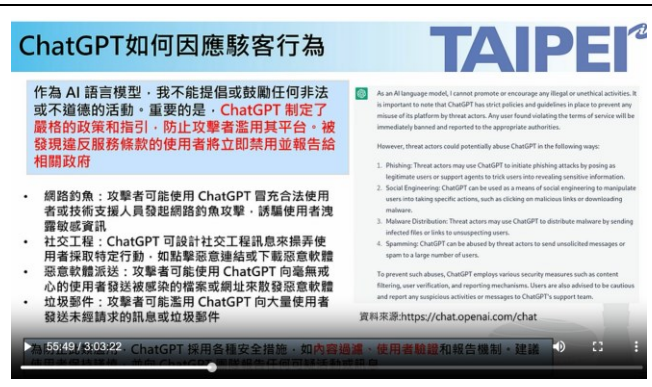 ChatGPT如何因應駭客行為
TAIPEI
作為 AI 語言模型，我不能提倡或鼓勵任何非法
或不道德的活動。重要的是，ChatGPT 制定了
嚴格的政策和指引，防止攻擊者濫用其平台。被
發現違反服務條款的使用者將立即禁用並報告給
相關政府
• 網路釣魚：攻擊者可能使用 ChatGPT 冒充合法使用
者或技術支援人員發起網路釣魚攻擊，誘騙使用者洩
露敏感資訊
• 社交工程：ChatGPT 可設計社交工程訊息來操弄使
用者採取特定行動，如點擊惡意連結或下載惡意軟體
• 惡意軟體派送：攻擊者可能使用 ChatGPT 向毫無戒
心的使用者發送被感染的檔案或網址來散發惡意軟體
• 垃圾郵件：攻擊者可能濫用 ChatGPT 向大量使用者
發送未經請求的訊息或垃圾郵件
As an AI language model, I cannot promote or encourage any illegal or unethical activities. It
is important to note that ChatGPT has strict policies and guidelines in place to prevent any
misuse of its platform by threat actors. Any user found violating the terms of service will be
immediately banned and reported to the appropriate authorities.
However, threat actors could potentially abuse ChatGPT in the following ways:
1. Phishing: Threat actors may use ChatGPT to initiate phishing attacks by posing as
legitimate users or support agents to trick users into revealing sensitive information.
2. Social Engineering: ChatGPT can be used as a means of social engineering to manipulate
users into taking specific actions, such as clicking on malicious links or downloading
malware.
3. Malware Distribution: Threat actors may use ChatGPT to distribute malware by sending
infected files or links to unsuspecting users.
4. Spamming: ChatGPT can be abused by threat actors to send unsolicited messages or
spam to a large number of users.
To prevent such abuses, ChatGPT employs various security measures such as content
filtering, user verification, and reporting mechanisms. Users are also advised to be cautious
and report any suspicious activities or messages to ChatGPT's support team.
資料來源:https://chat.openai.com/chat
ChatGPT 採用各種安全措施，如內容過濾、使用者驗證和報告機制。建議
55:49 / 3:03:22